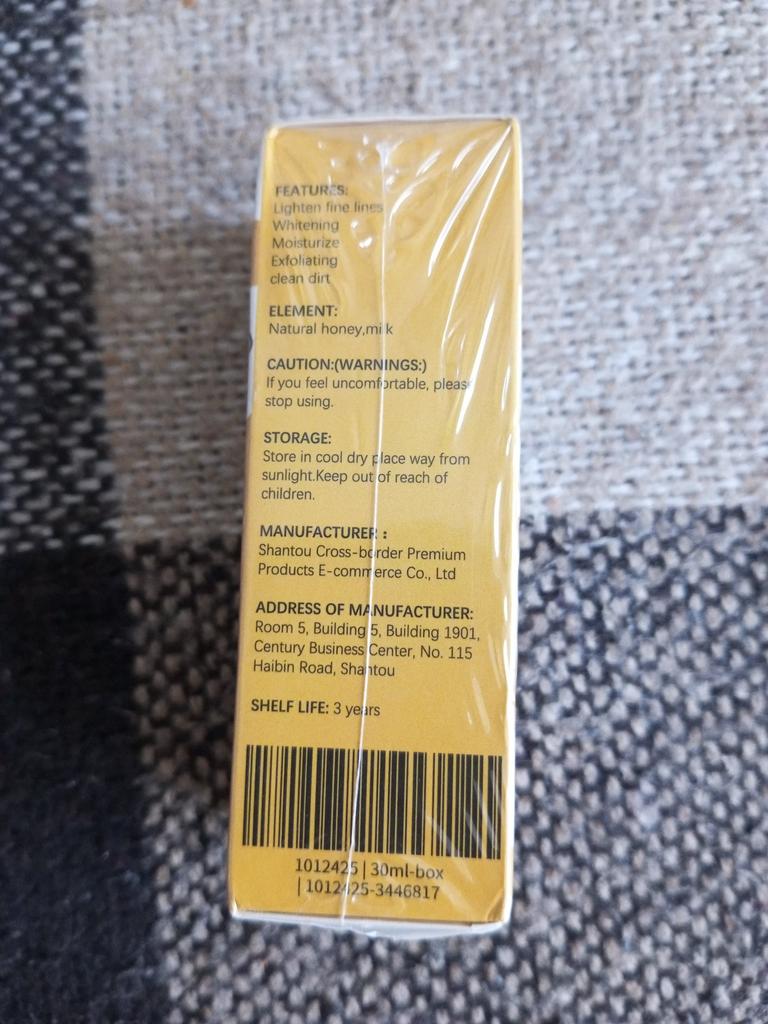 FEATURES:
Lighten fine lines
Whitening
Moisturize
Exfoliating
clean dirt
ELEMENT:
Natural honey,milk
CAUTION:(WARNINGS:)
If you feel uncomfortable, please
stop using.
STORAGE:
Store in cool dry place way from
sunlight.Keep out of reach of
children.
MANUFACTURER :
Shantou Cross-border Premium
Products E-commerce Co., Ltd
ADDRESS OF MANUFACTURER:
Room 5, Building 5, Building 1901,
Century Business Center, No. 115
Haibin Road, Shantou
SHELF LIFE: 3 years
1012425 | 30ml-box
| 1012425-3446817